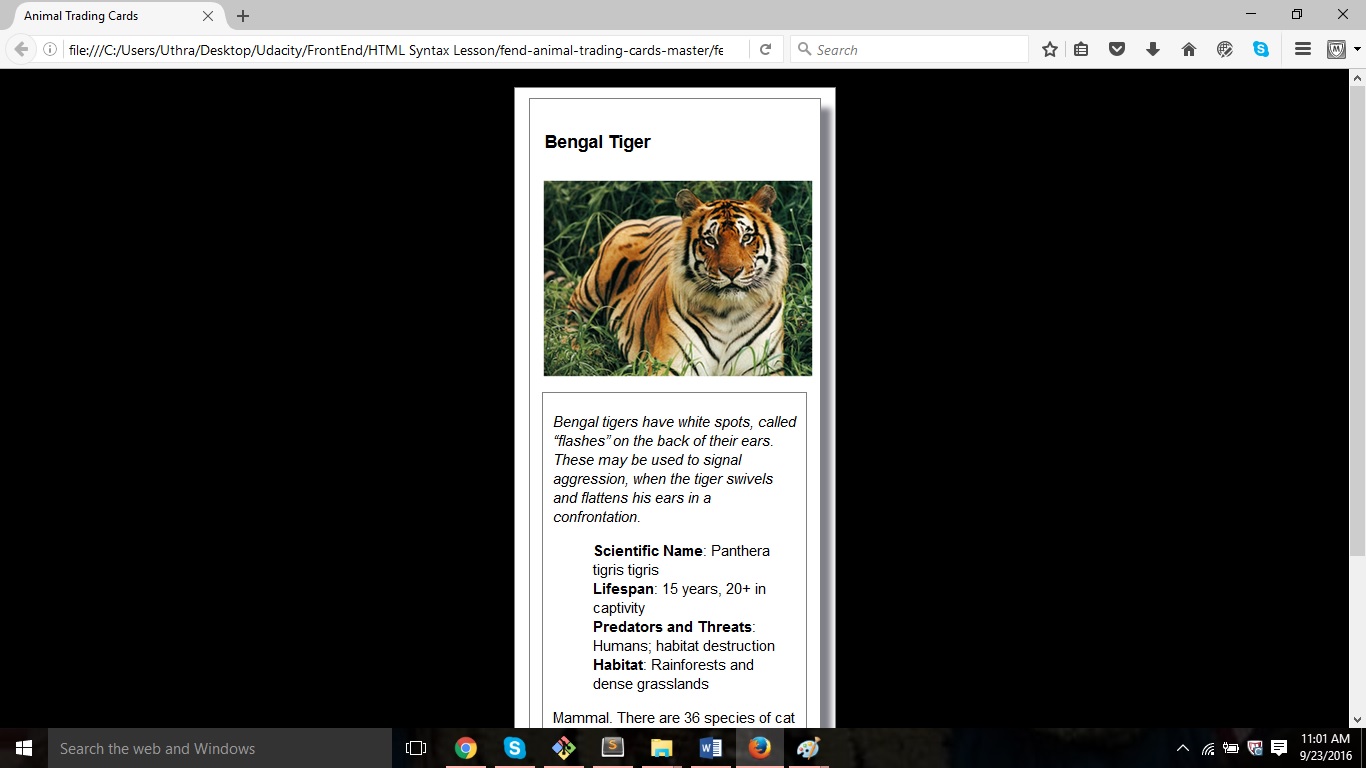 Animal Trading Cards
file:///C:/Users/Uthra/Desktop/Udacity/FrontEnd/HTML Syntax Lesson/fend-animal-trading-cards-master/fe
Search
Bengal Tiger
Bengal tigers have white spots, called
“flashes” on the back of their ears.
These may be used to signal
aggression, when the tiger swivels
and flattens his ears in a
confrontation.
Scientific Name: Panthera
tigris tigris
Lifespan: 15 years, 20+ in
captivity
Predators and Threats:
Humans; habitat destruction
Habitat: Rainforests and
dense grasslands
Mammal. There are 36 species of cat
Search the web and Windows
11:01 AM
9/23/2016